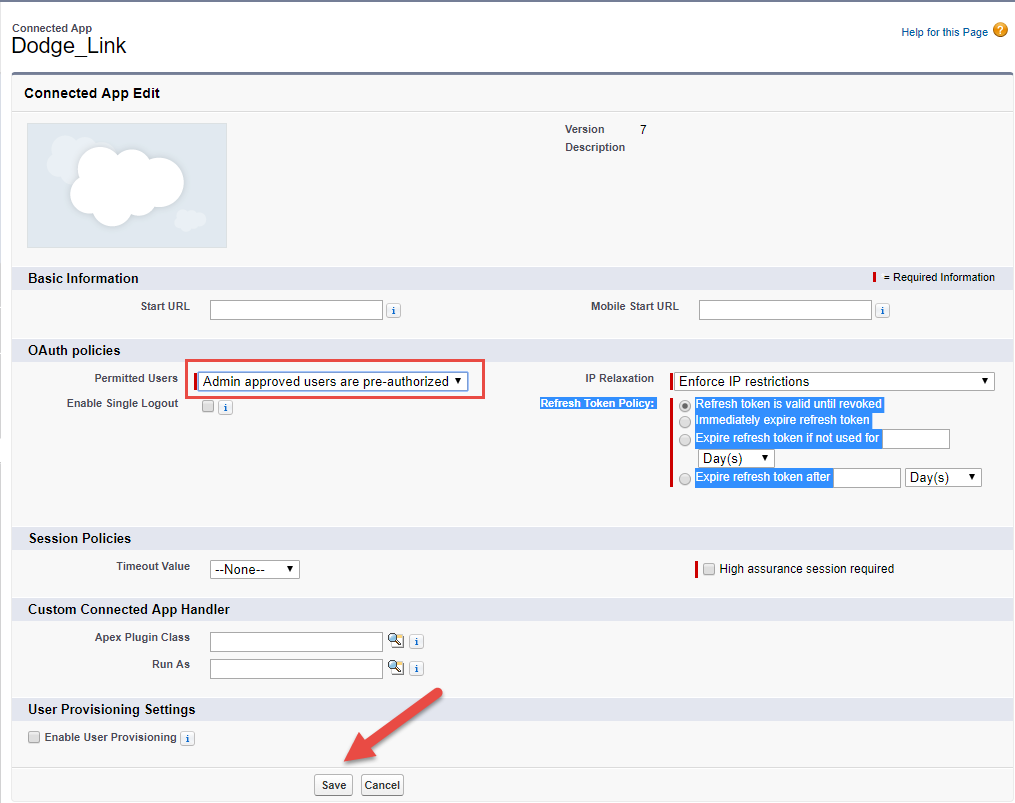 Connected App
Dodge_Link
Help for this Page ?
Connected App Edit
Version 7
Description
Basic Information
= Required Information
Start URL i
Mobile Start URL i
OAuth policies
Permitted Users Admin approved users are pre-authorized
IP Relaxation Enforce IP restrictions
Enable Single Logout i
Refresh Token Policy: Refresh token is valid until revoked
Immediately expire refresh token
Expire refresh token if not used for
Day(s)
Expire refresh token after Day(s)
Session Policies
Timeout Value --None--
High assurance session required
Custom Connected App Handler
Apex Plugin Class i
Run As i
User Provisioning Settings
Enable User Provisioning i
Save Cancel